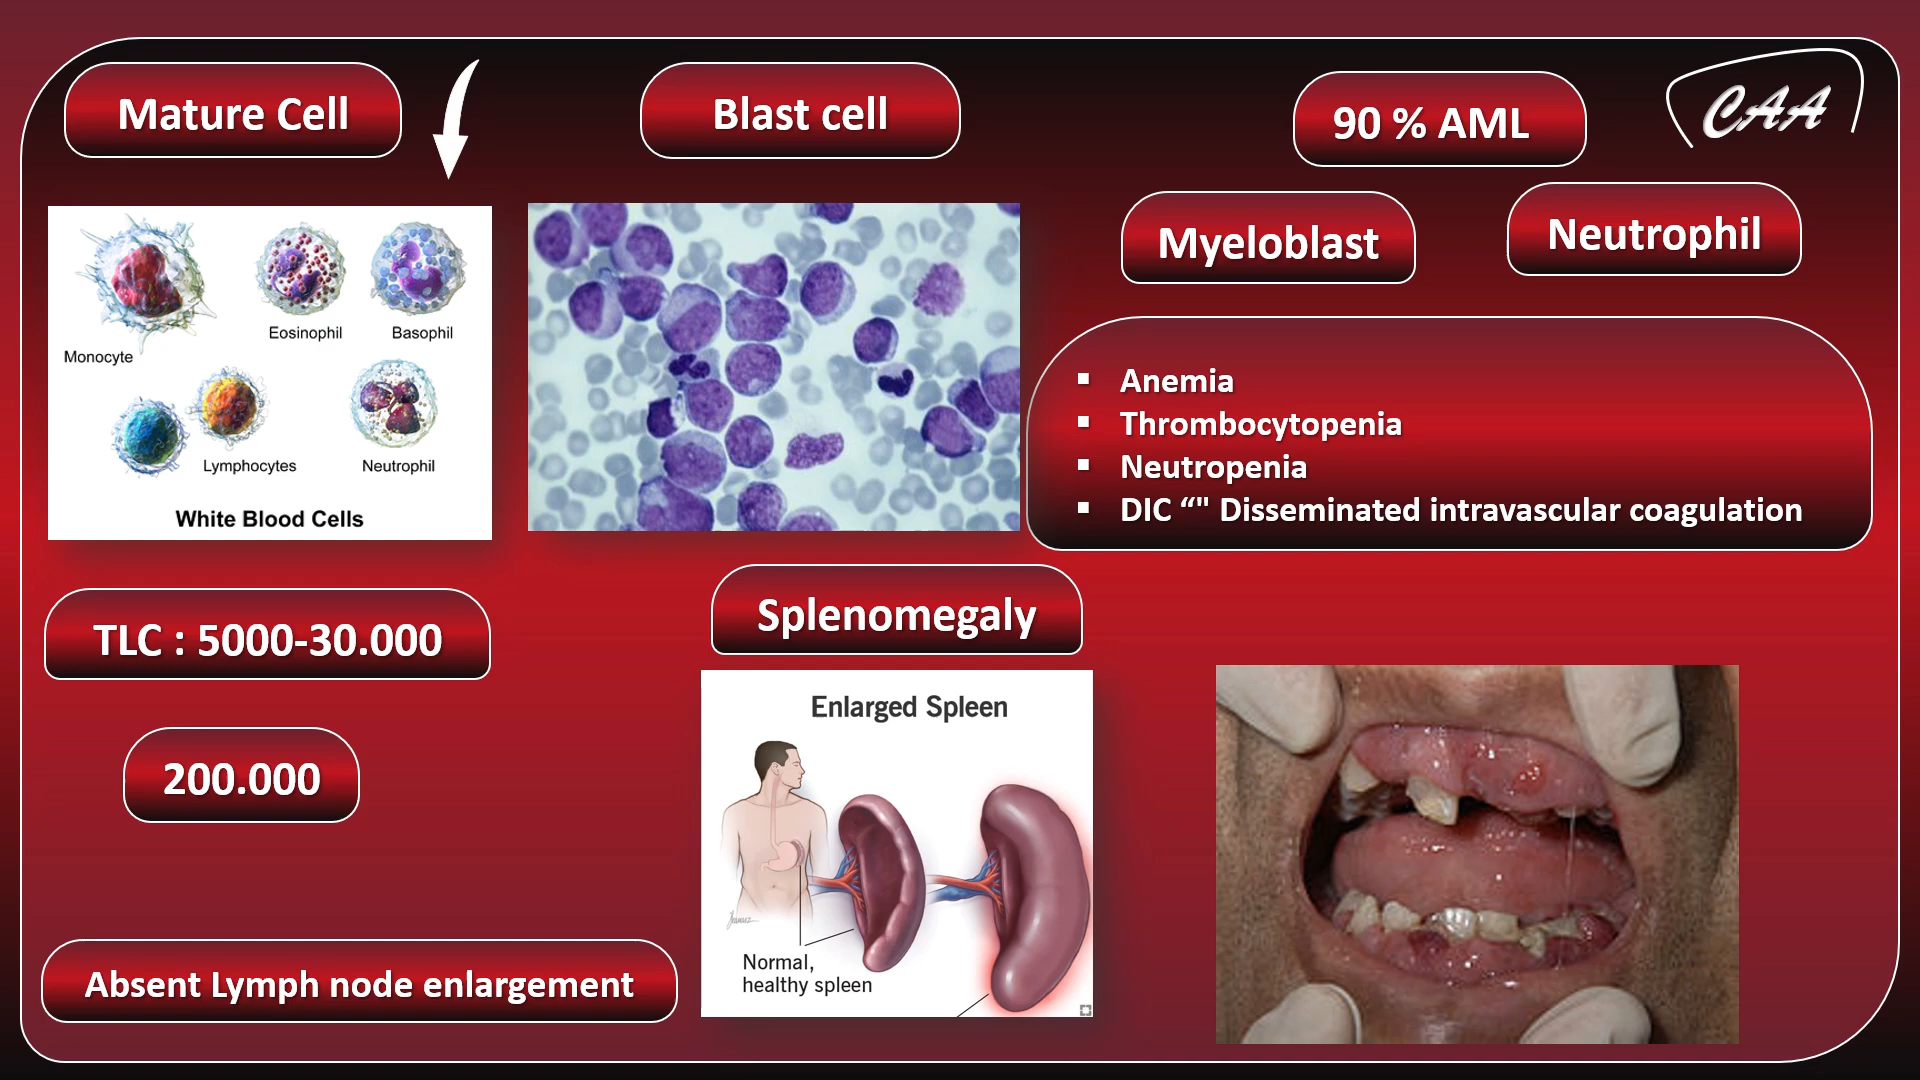 Mature Cell
Blast cell
90 % AML
CAA
Myeloblast
Neutrophil
Monocyte
Eosinophil
Basophil
Lymphocytes
Neutrophil
White Blood Cells
▪ Anemia
▪ Thrombocytopenia
▪ Neutropenia
▪ DIC “" Disseminated intravascular coagulation
TLC : 5000-30.000
200.000
Absent Lymph node enlargement
Splenomegaly
Enlarged Spleen
Normal,
healthy spleen